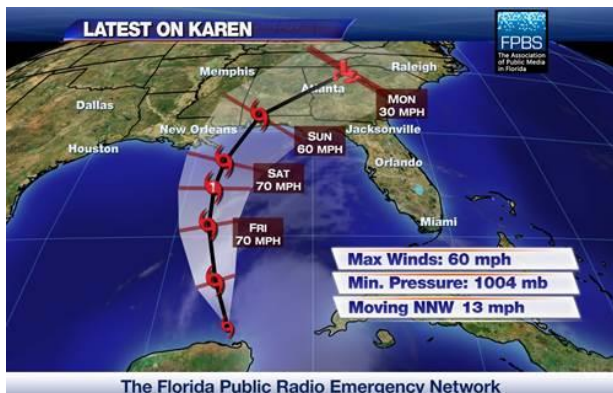 LATEST ON KAREN
FPBS
The Association
of Public Media
in Florida
Memphis
Raleigh
Atlanta
L
Dallas
MON
30 MPH
New Orleans
SUN
60 MPH
Jacksonville
Houston
Orlando
SAT
70 MPH
1
FRI
70 MPH
Miami
Max Winds: 60 mph
Min. Pressure: 1004 mb
Moving NNW 13 mph
The Florida Public Radio Emergency Network